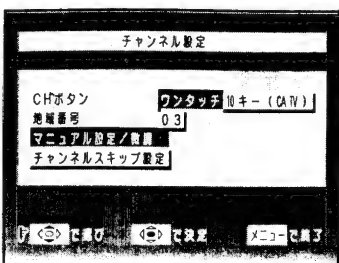 チャンネル設定
CHボタン ワンタッチ 10キー(CATV)
地域番号 03
マニュアル設定/微調
チャンネルスキップ設定
で選び で決定 メニューで終了